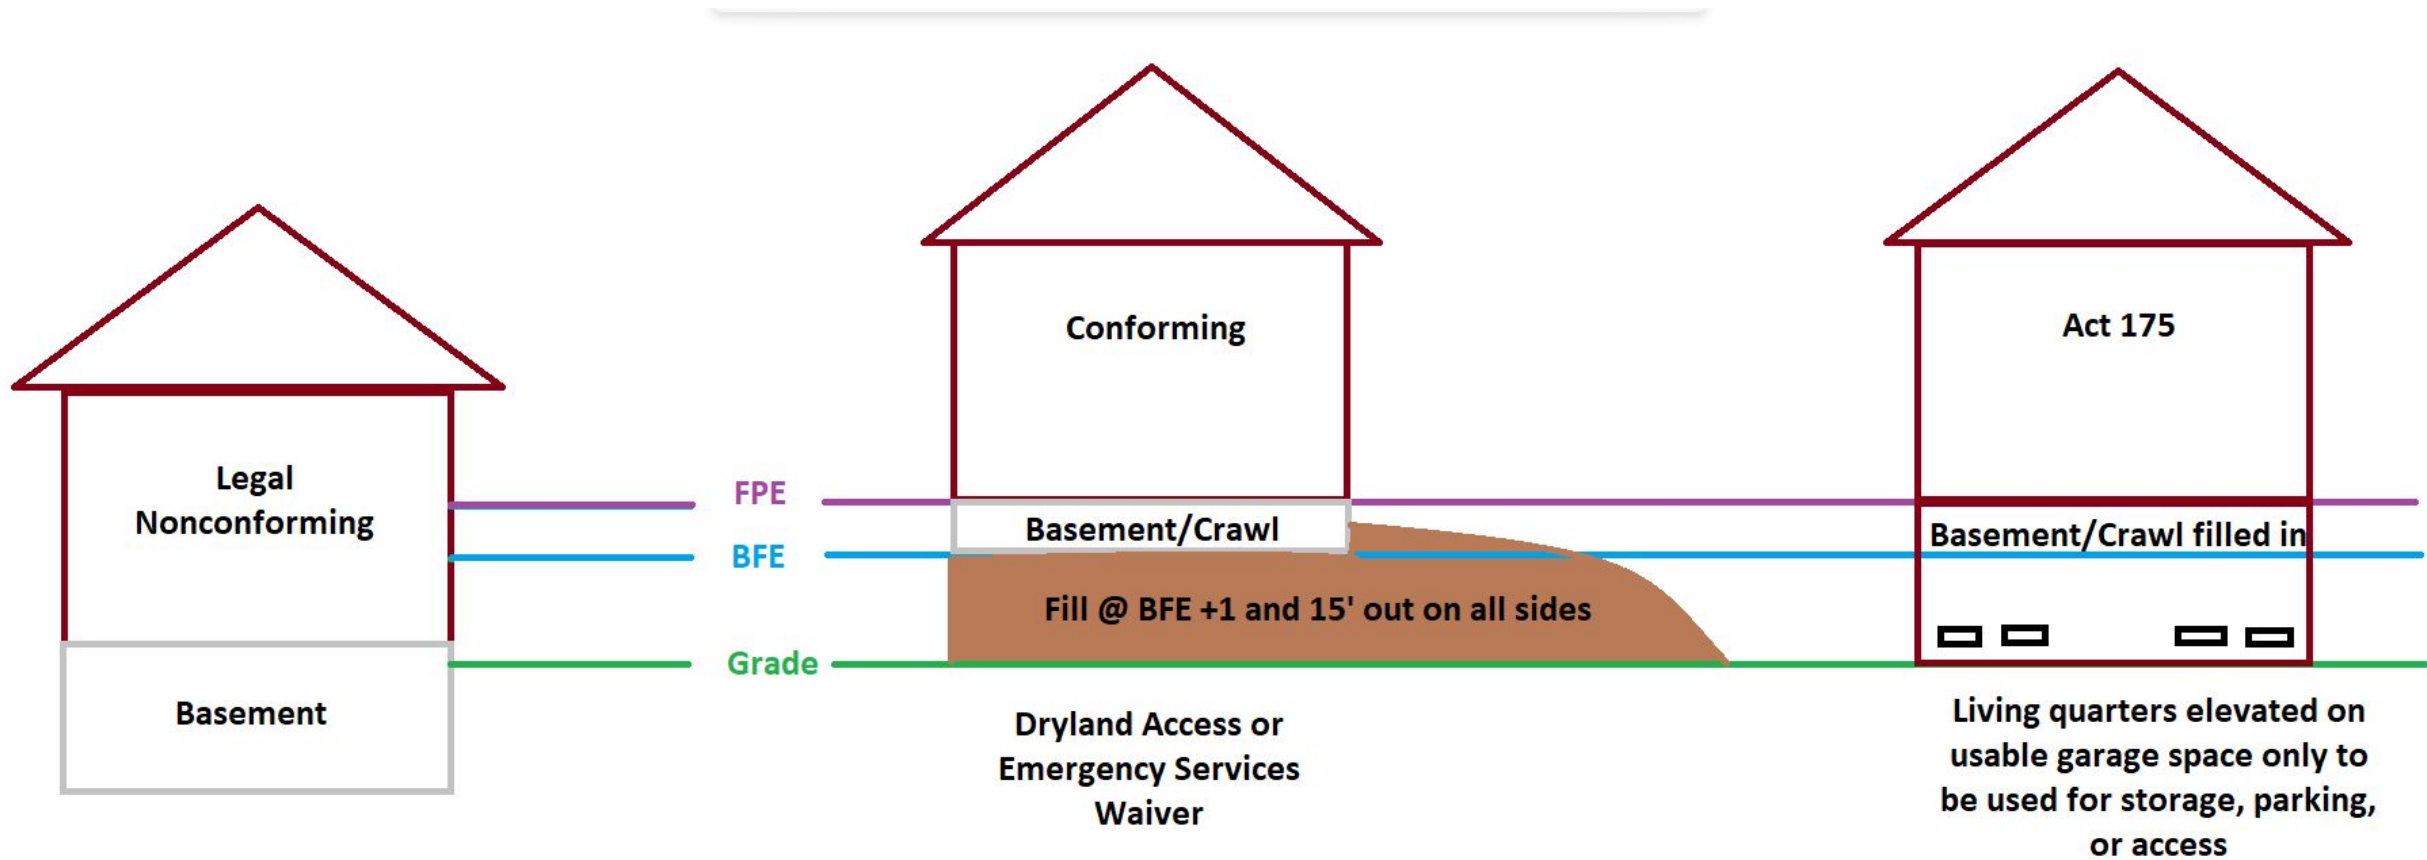 Legal
Nonconforming
Basement
FPE
BFE
Grade
Conforming
Basement/Crawl
Fill @ BFE +1 and 15' out on all sides
Dryland Access or
Emergency Services
Waiver
Act 175
Basement/Crawl filled in
Living quarters elevated on
usable garage space only to
be used for storage, parking,
or access